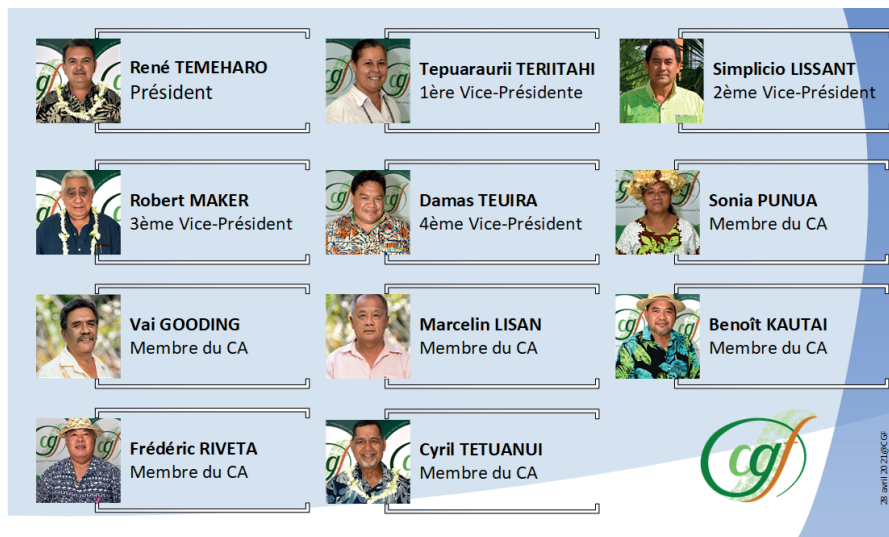 René TEMEHARO
Président
Tepuaraurii TERIITAHI
1ère Vice-Présidente
Simplicio LISSANT
2ème Vice-Président
Robert MAKER
3ème Vice-Président
Damas TEUIRA
4ème Vice-Président
Sonia PUNUA
Membre du CA
Vai GOODING
Membre du CA
Marcelin LISAN
Membre du CA
Benoît KAUTAI
Membre du CA
Frédéric RIVETA
Membre du CA
Cyril TETUANUI
Membre du CA
cgf
28 avril 2021@CGF